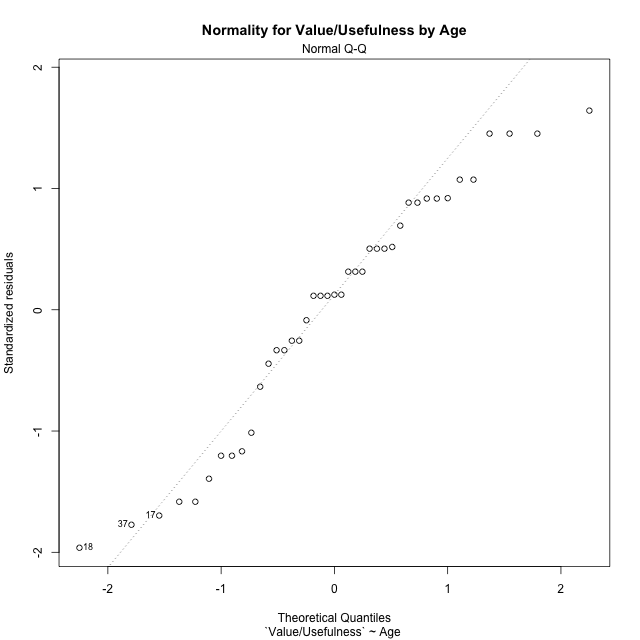 Normality for Value/Usefulness by Age
Normal Q-Q
2
1
0
-1
-2
Standardized residuals
37
17
18
-2
-1
0
1
2
Theoretical Quantiles
`Value/Usefulness` ~ Age